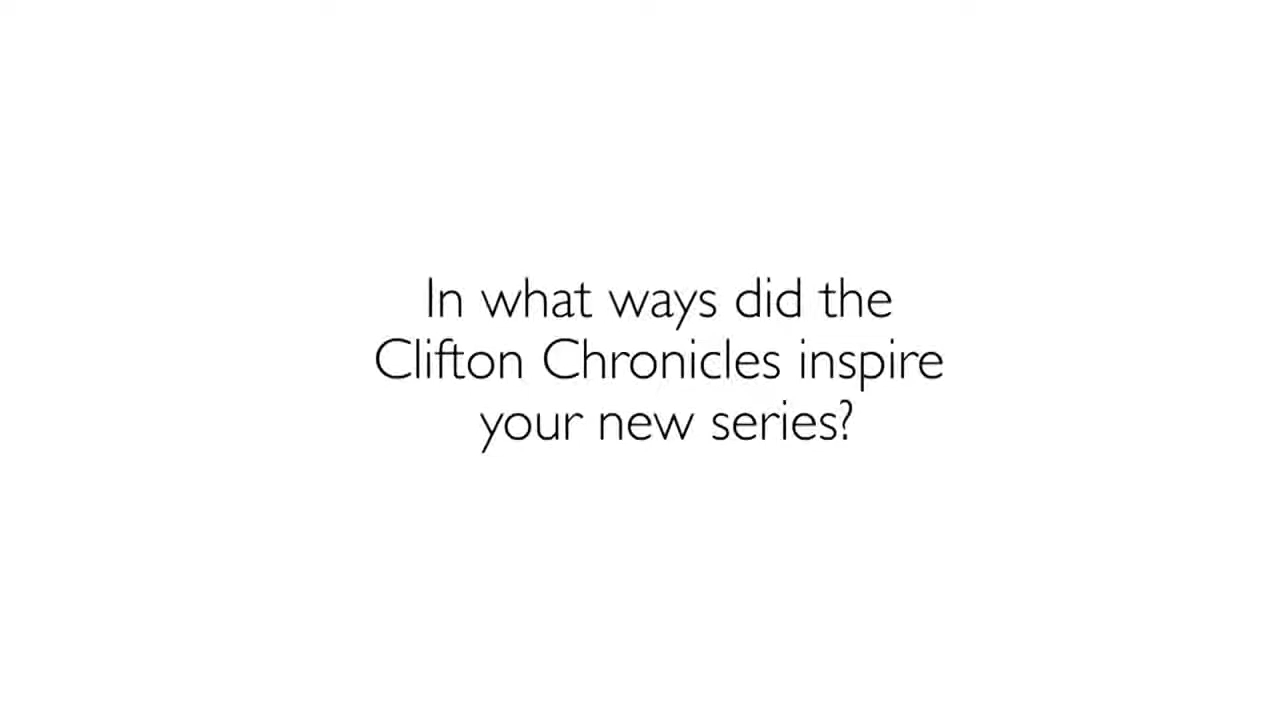 In what ways did the
Clifton Chronicles inspire
your new series?